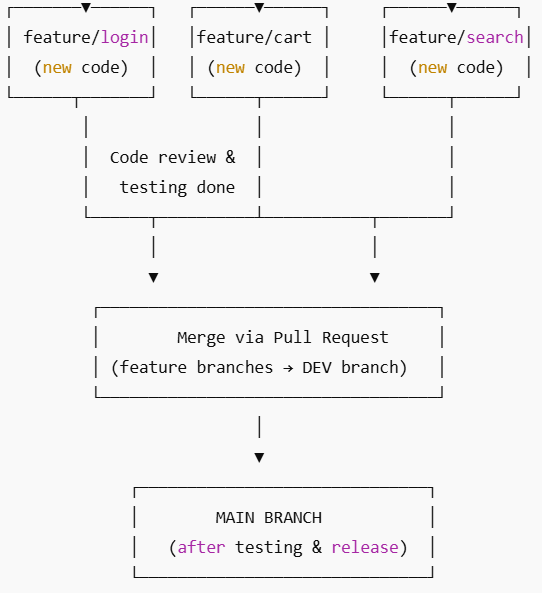 feature/login feature/cart feature/search
(new code) (new code) (new code)
Code review &
testing done
Merge via Pull Request
(feature branches → DEV branch)
MAIN BRANCH
(after testing & release)